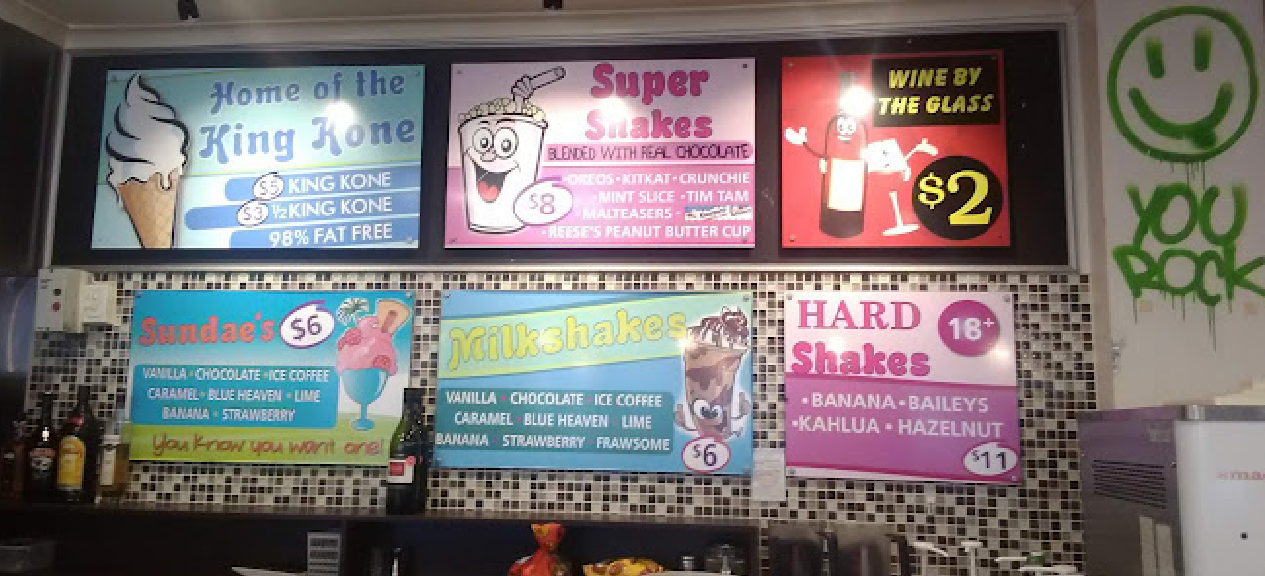 Home of the
King Kone
$5 KING KONE
$3 ½ KING KONE
98% FAT FREE
Super
Shakes
BLENDED WITH REAL CHOCOLATE
$8
•OREOS •KITKAT •CRUNCHIE
•MINT SLICE •TIM TAM
•MALTEASERS •
•REESE'S PEANUT BUTTER CUP
WINE BY
THE GLASS
$2
YOU
ROCK
Sundae's $6
VANILLA • CHOCOLATE • ICE COFFEE
CARAMEL • BLUE HEAVEN • LIME
BANANA • STRAWBERRY
You know you want one!
Milkshakes
VANILLA • CHOCOLATE • ICE COFFEE
CARAMEL • BLUE HEAVEN • LIME
BANANA • STRAWBERRY • FRAWSOME
$6
HARD 18+
Shakes
•BANANA •BAILEYS
•KAHLUA • HAZELNUT
$11